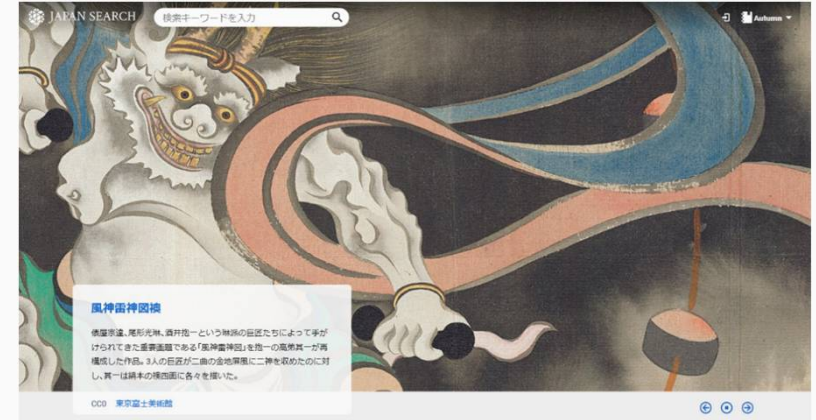 JAPAN SEARCH
検索キーワードを入力
Autumn
風神雷神図襖
俵屋宗達、尾形光琳、酒井抱一という琳派の巨匠たちによって手が
けられてきた重要画題である「風神雷神図」を抱一の高弟其一が再
構成した作品。3人の巨匠が二曲の金地屏風に二神を収めたのに対
し、其一は絹本の襖四面に各々を描いた。
CC0 東京富士美術館